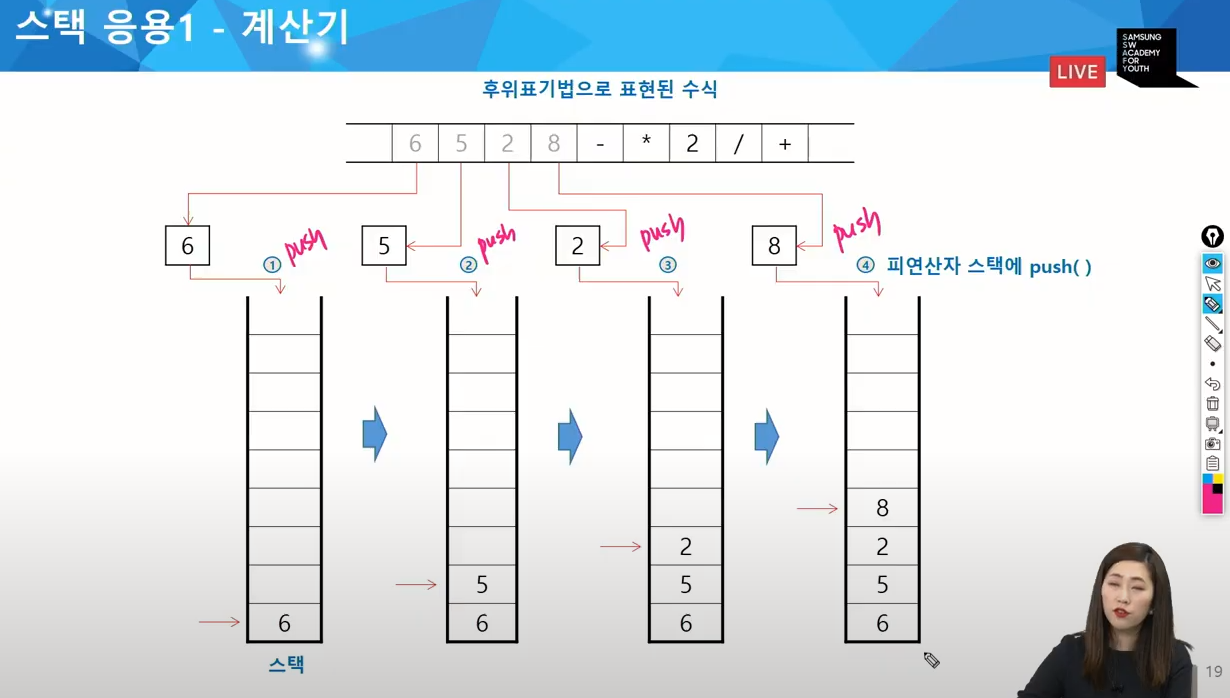 스택 응용1 - 계산기
SAMSUNG
SW
ACADEMY
FOR
YOUTH
LIVE
후위표기법으로 표현된 수식
6 5 2 8 - * 2 / +
6 ① push 5 ② push 2 ③ push 8 ④ push
피연산자 스택에 push( )
8
2 2
5 5 5
6 6 6 6
스택
19